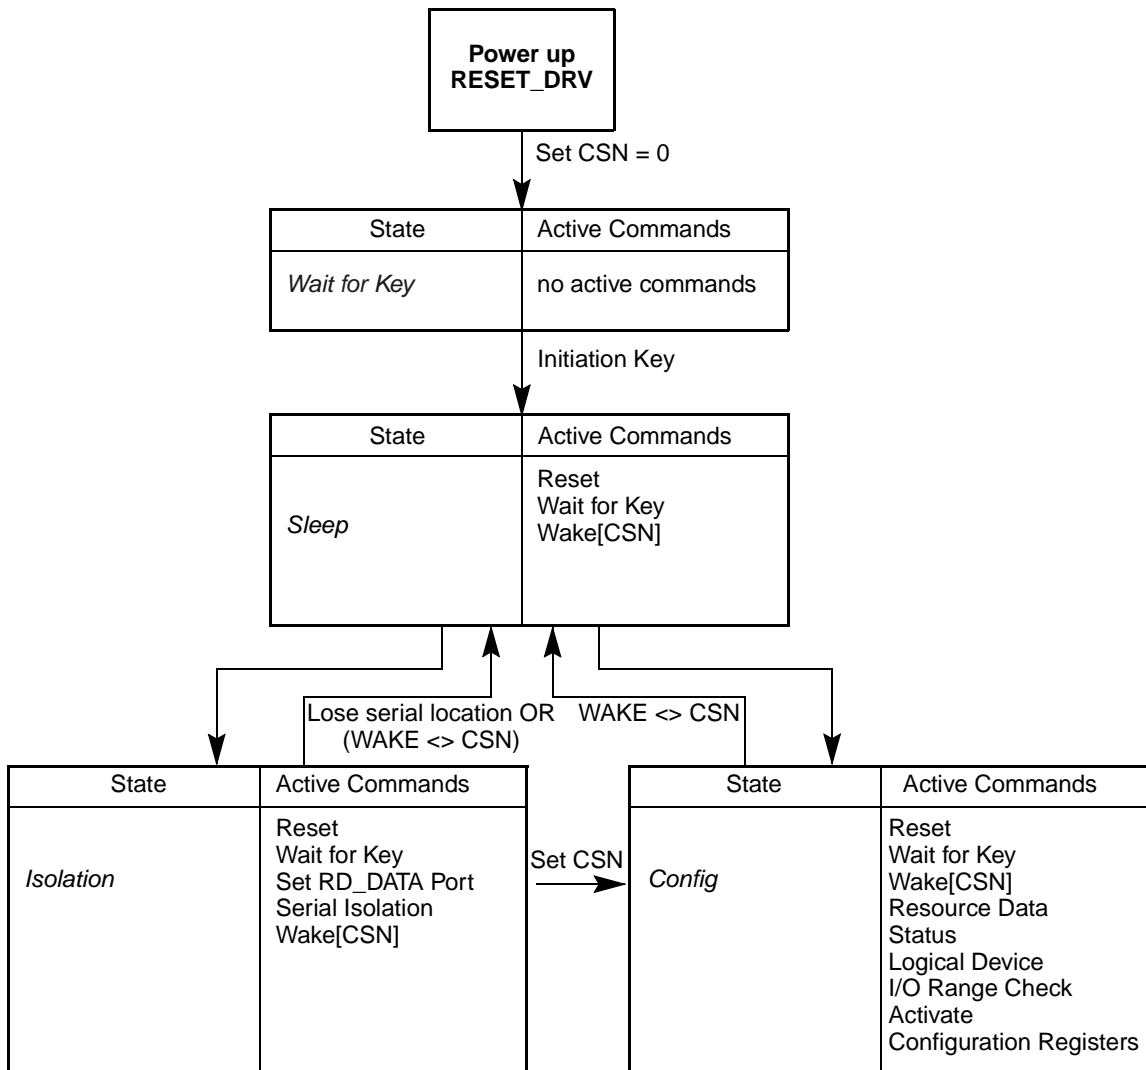 Power up
RESET_DRV
Set CSN = 0
State
Active Commands
Wait for Key
no active commands
Initiation Key
State
Active Commands
Sleep
Reset
Wait for Key
Wake[CSN]
Lose serial location OR
(WAKE <> CSN)
WAKE <> CSN
State
Active Commands
Isolation
Reset
Wait for Key
Set RD_DATA Port
Serial Isolation
Wake[CSN]
Set CSN
State
Active Commands
Config
Reset
Wait for Key
Wake[CSN]
Resource Data
Status
Logical Device
I/O Range Check
Activate
Configuration Registers